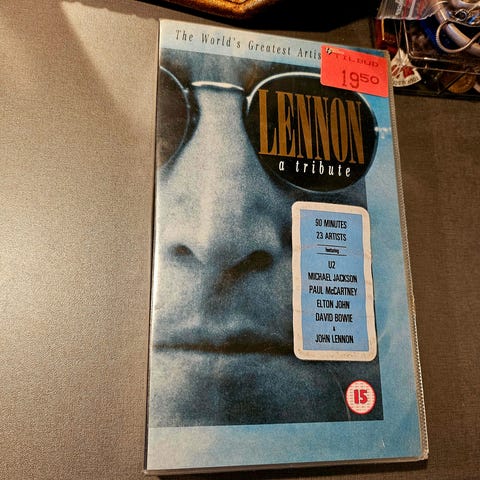 The World's Greatest Artis
TILBUD
19.50
LENNON
a tribute
90 MINUTES
23 ARTISTS
featuring
U2
MICHAEL JACKSON
PAUL McCARTNEY
ELTON JOHN
DAVID BOWIE
&
JOHN LENNON
15